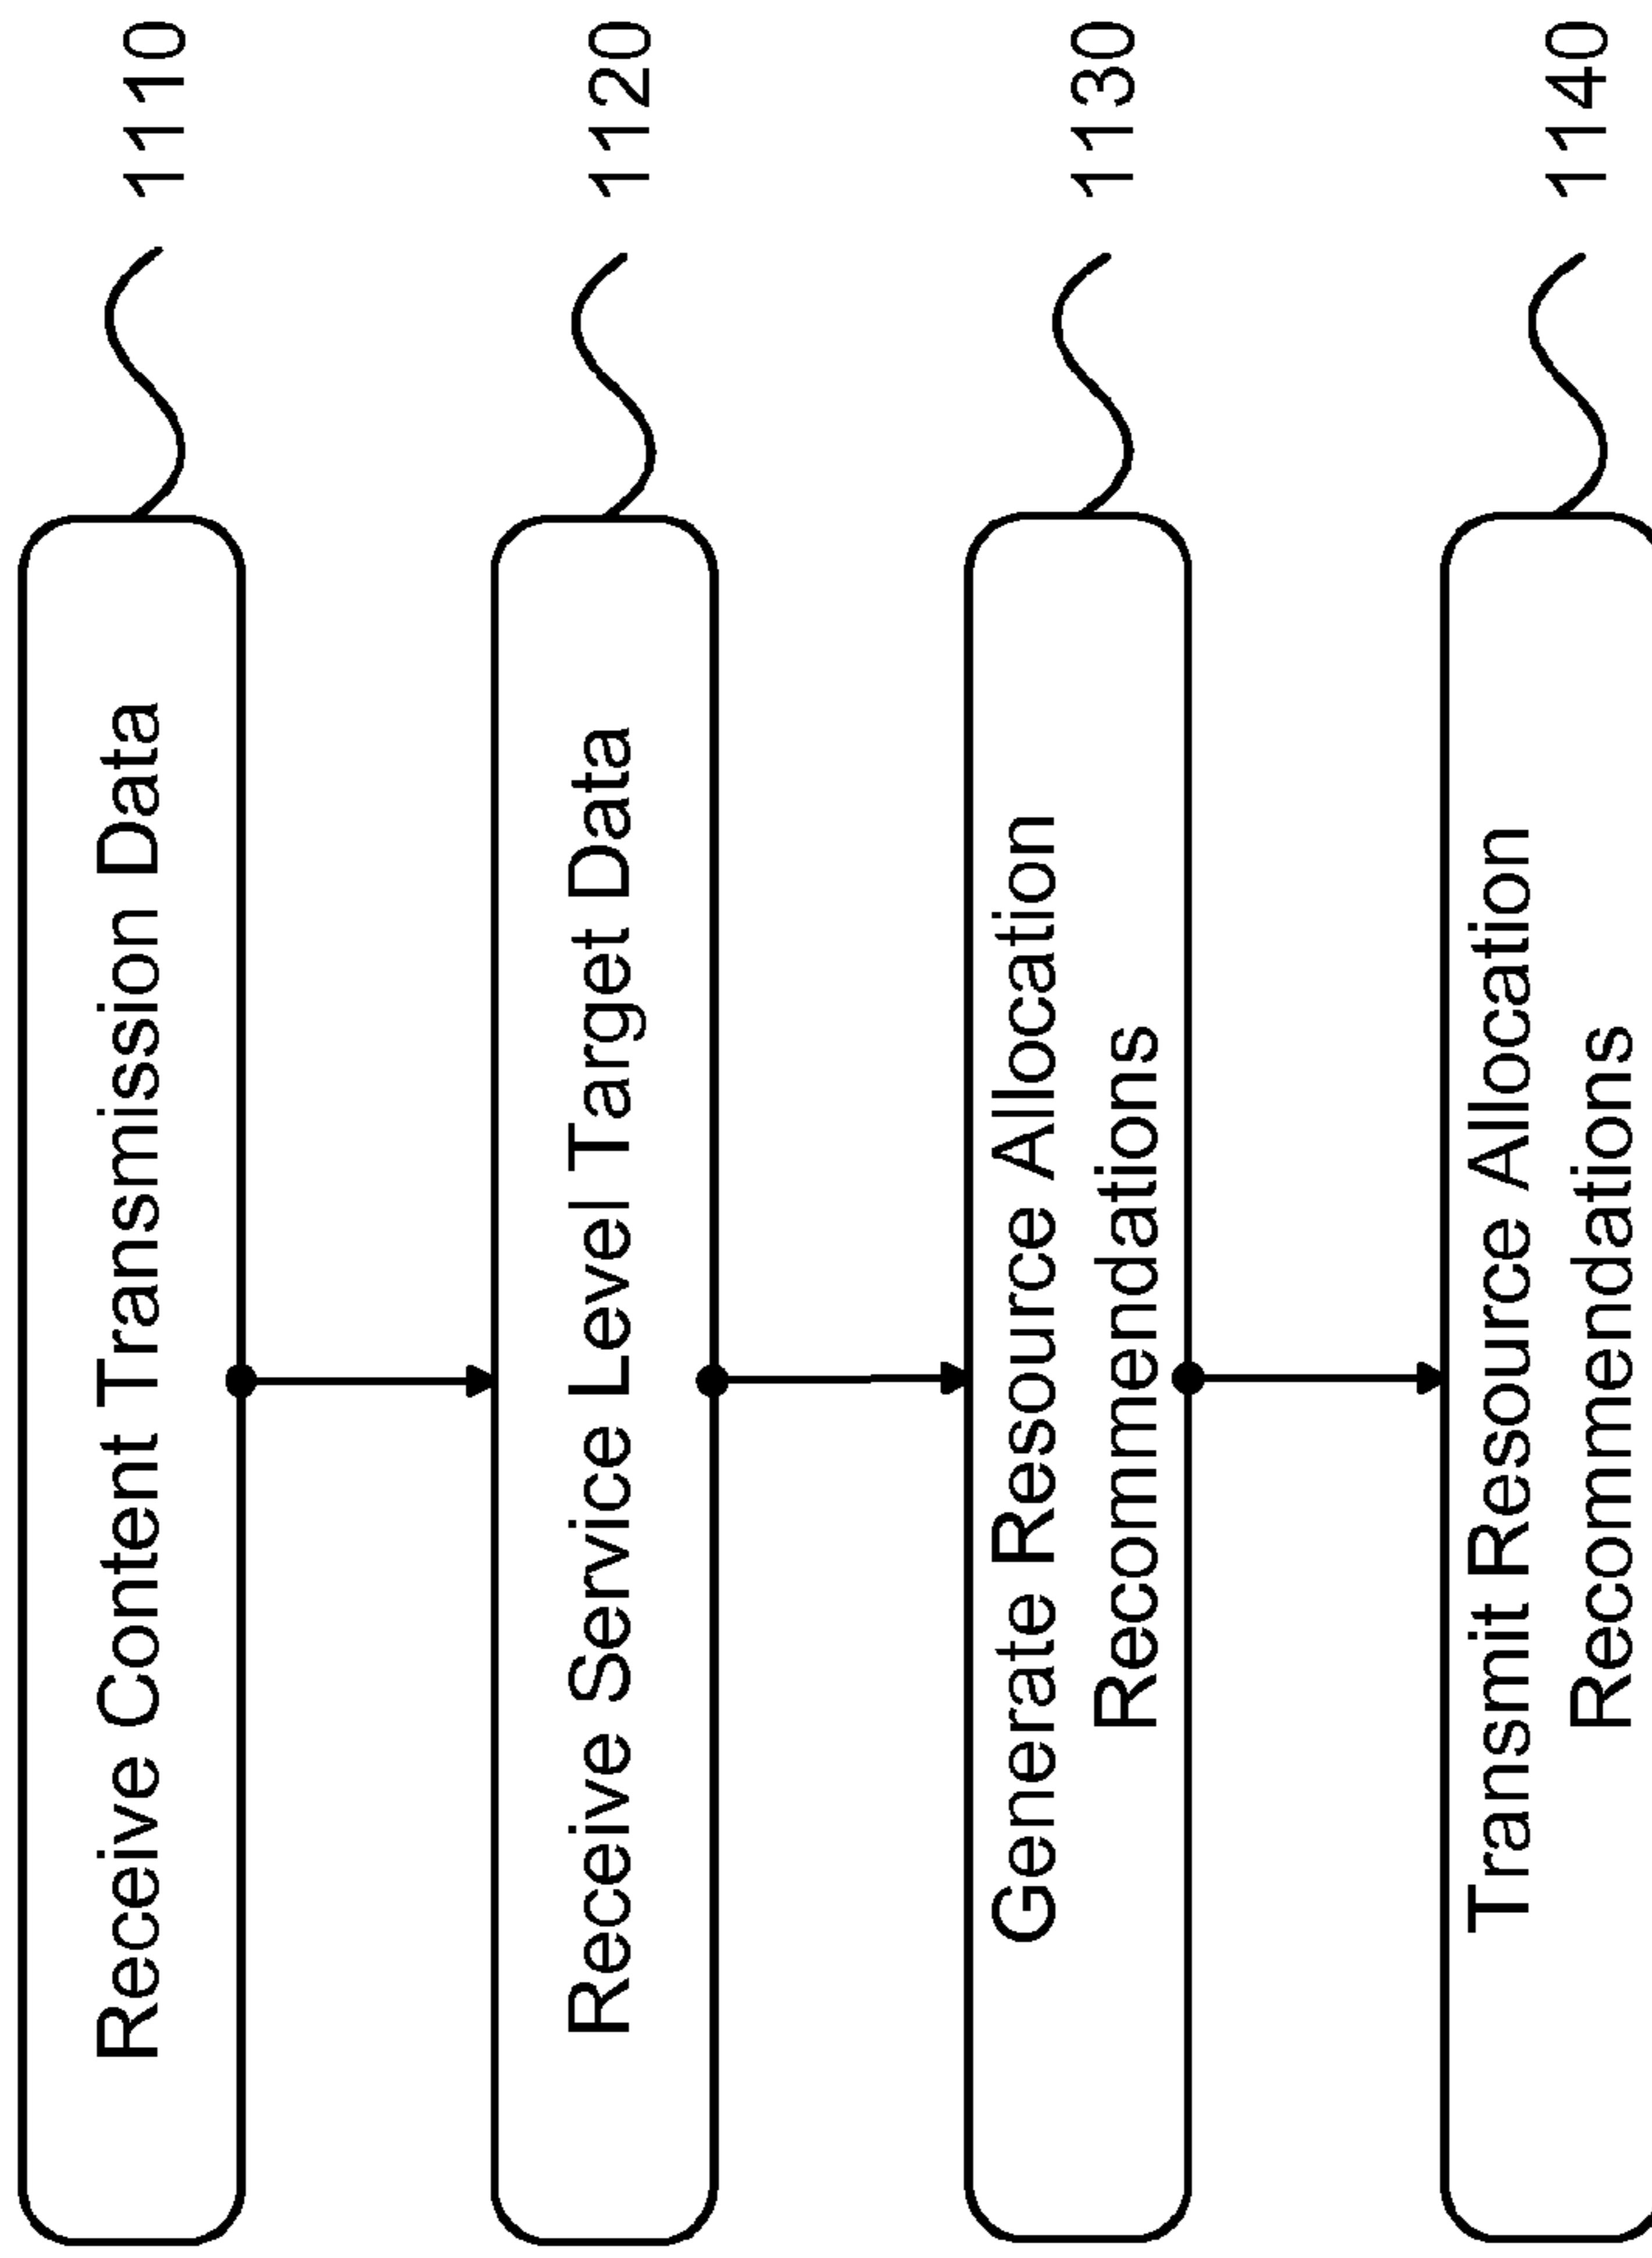 Receive Content Transmission Data
1110
Receive Service Level Target Data
1120
Generate Resource Allocation
Recommendations
1130
Transmit Resource Allocation
Recommendations
1140